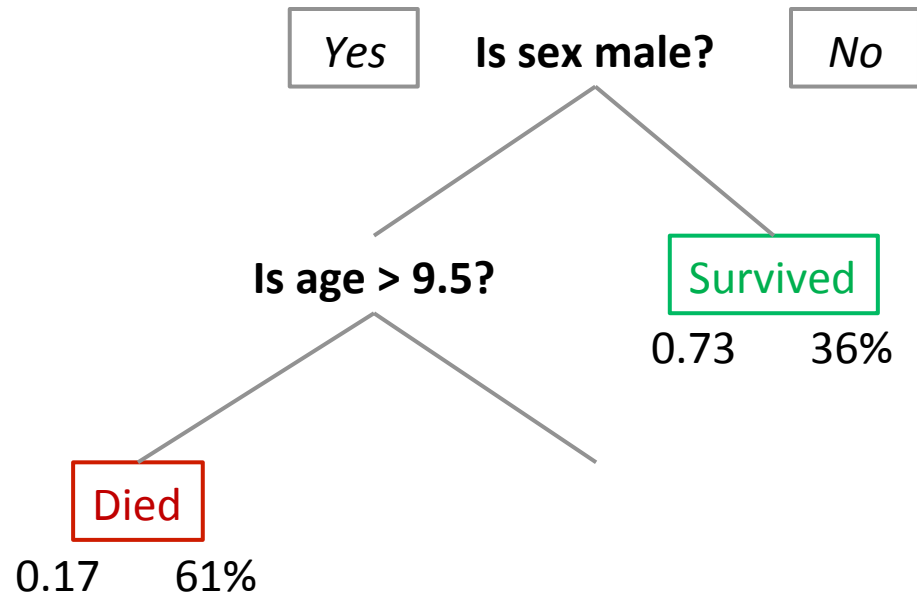 Yes Is sex male? No
Is age > 9.5?
Survived
0.73 36%
Died
0.17 61%